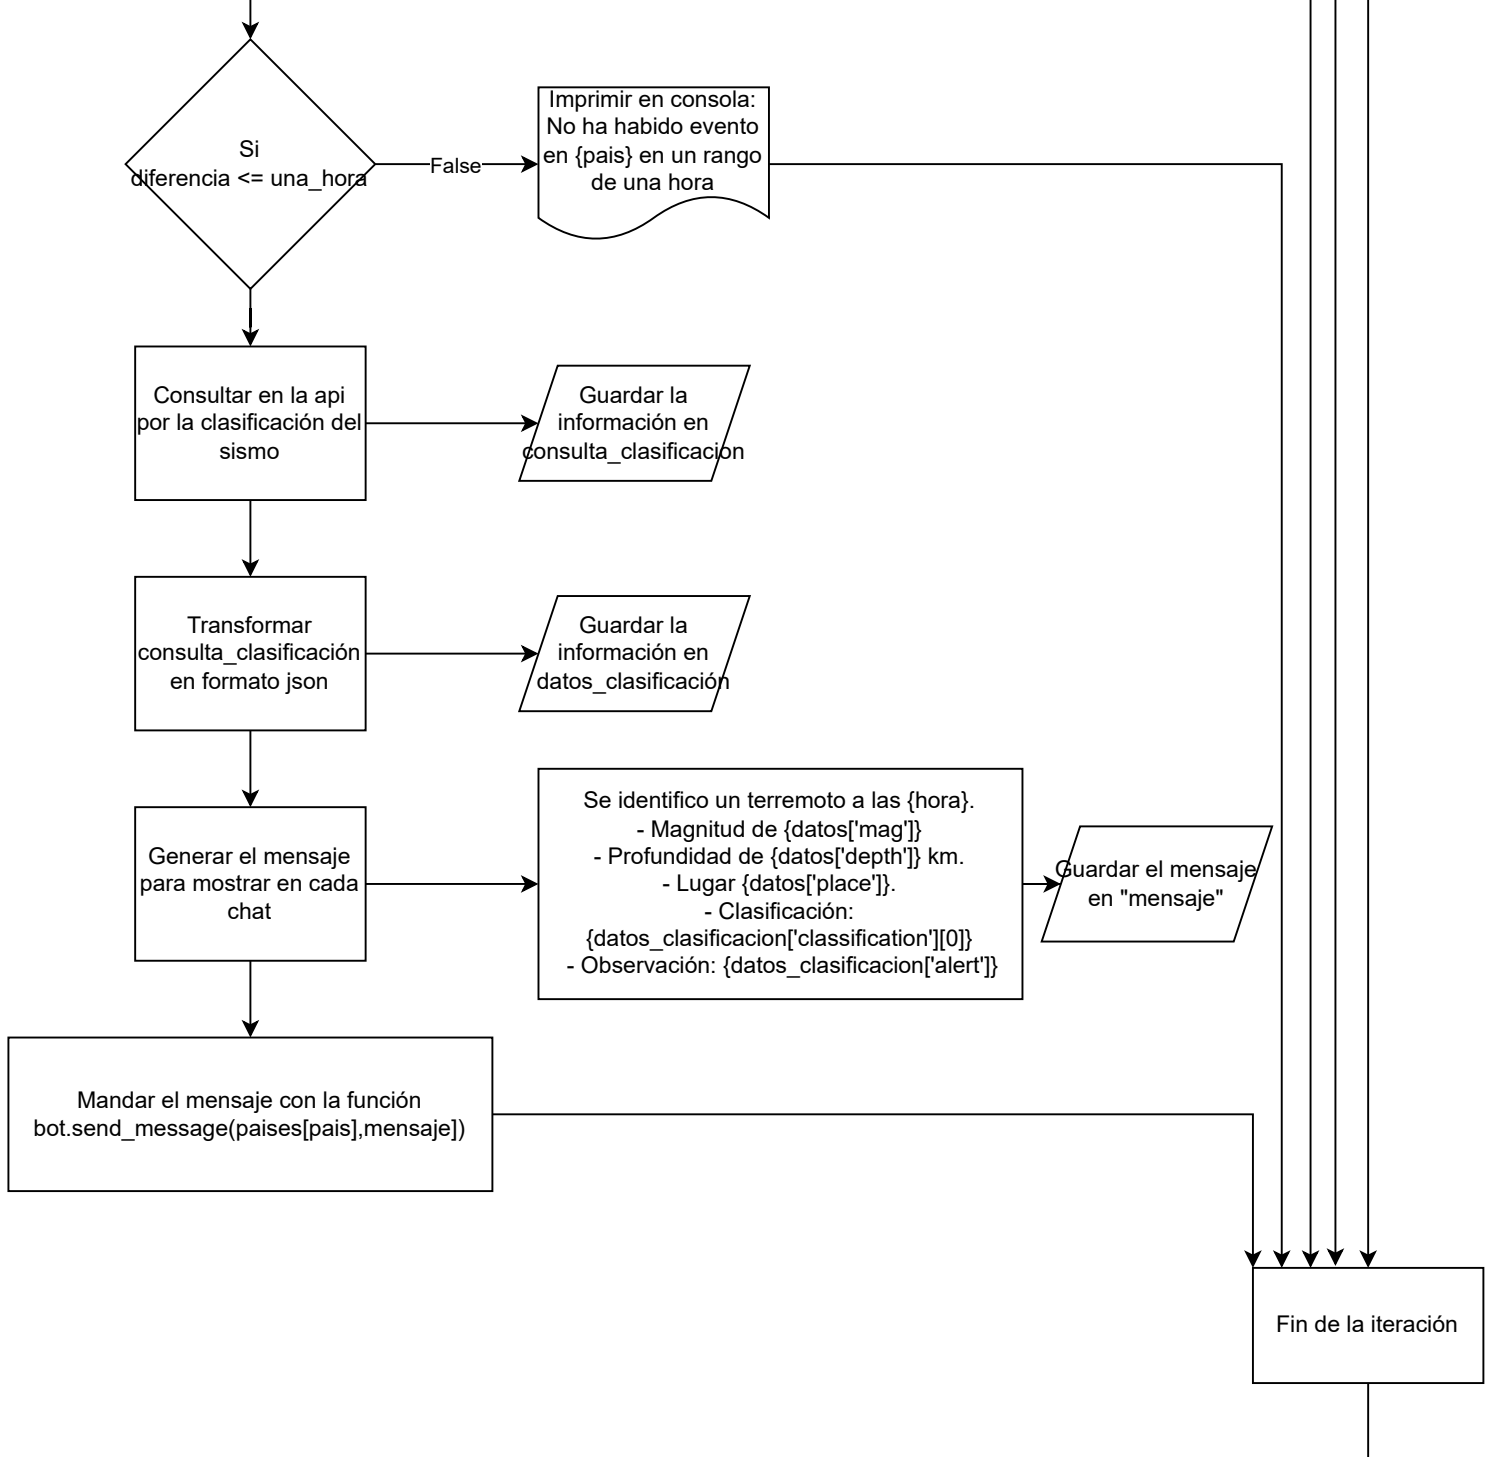 Si
diferencia <= una_hora
False
Imprimir en consola:
No ha habido evento
en {pais} en un rango
de una hora
Consultar en la api
por la clasificación del
sismo
Guardar la
información en
consulta_clasificacion
Transformar
consulta_clasificación
en formato json
Guardar la
información en
datos_clasificación
Generar el mensaje
para mostrar en cada
chat
Se identifico un terremoto a las {hora}.
- Magnitud de {datos['mag']}
- Profundidad de {datos['depth']} km.
- Lugar {datos['place']}.
- Clasificación:
{datos_clasificacion['classification'][0]}
- Observación: {datos_clasificacion['alert']}
Guardar el mensaje
en "mensaje"
Mandar el mensaje con la función
bot.send_message(paises[pais],mensaje])
Fin de la iteración